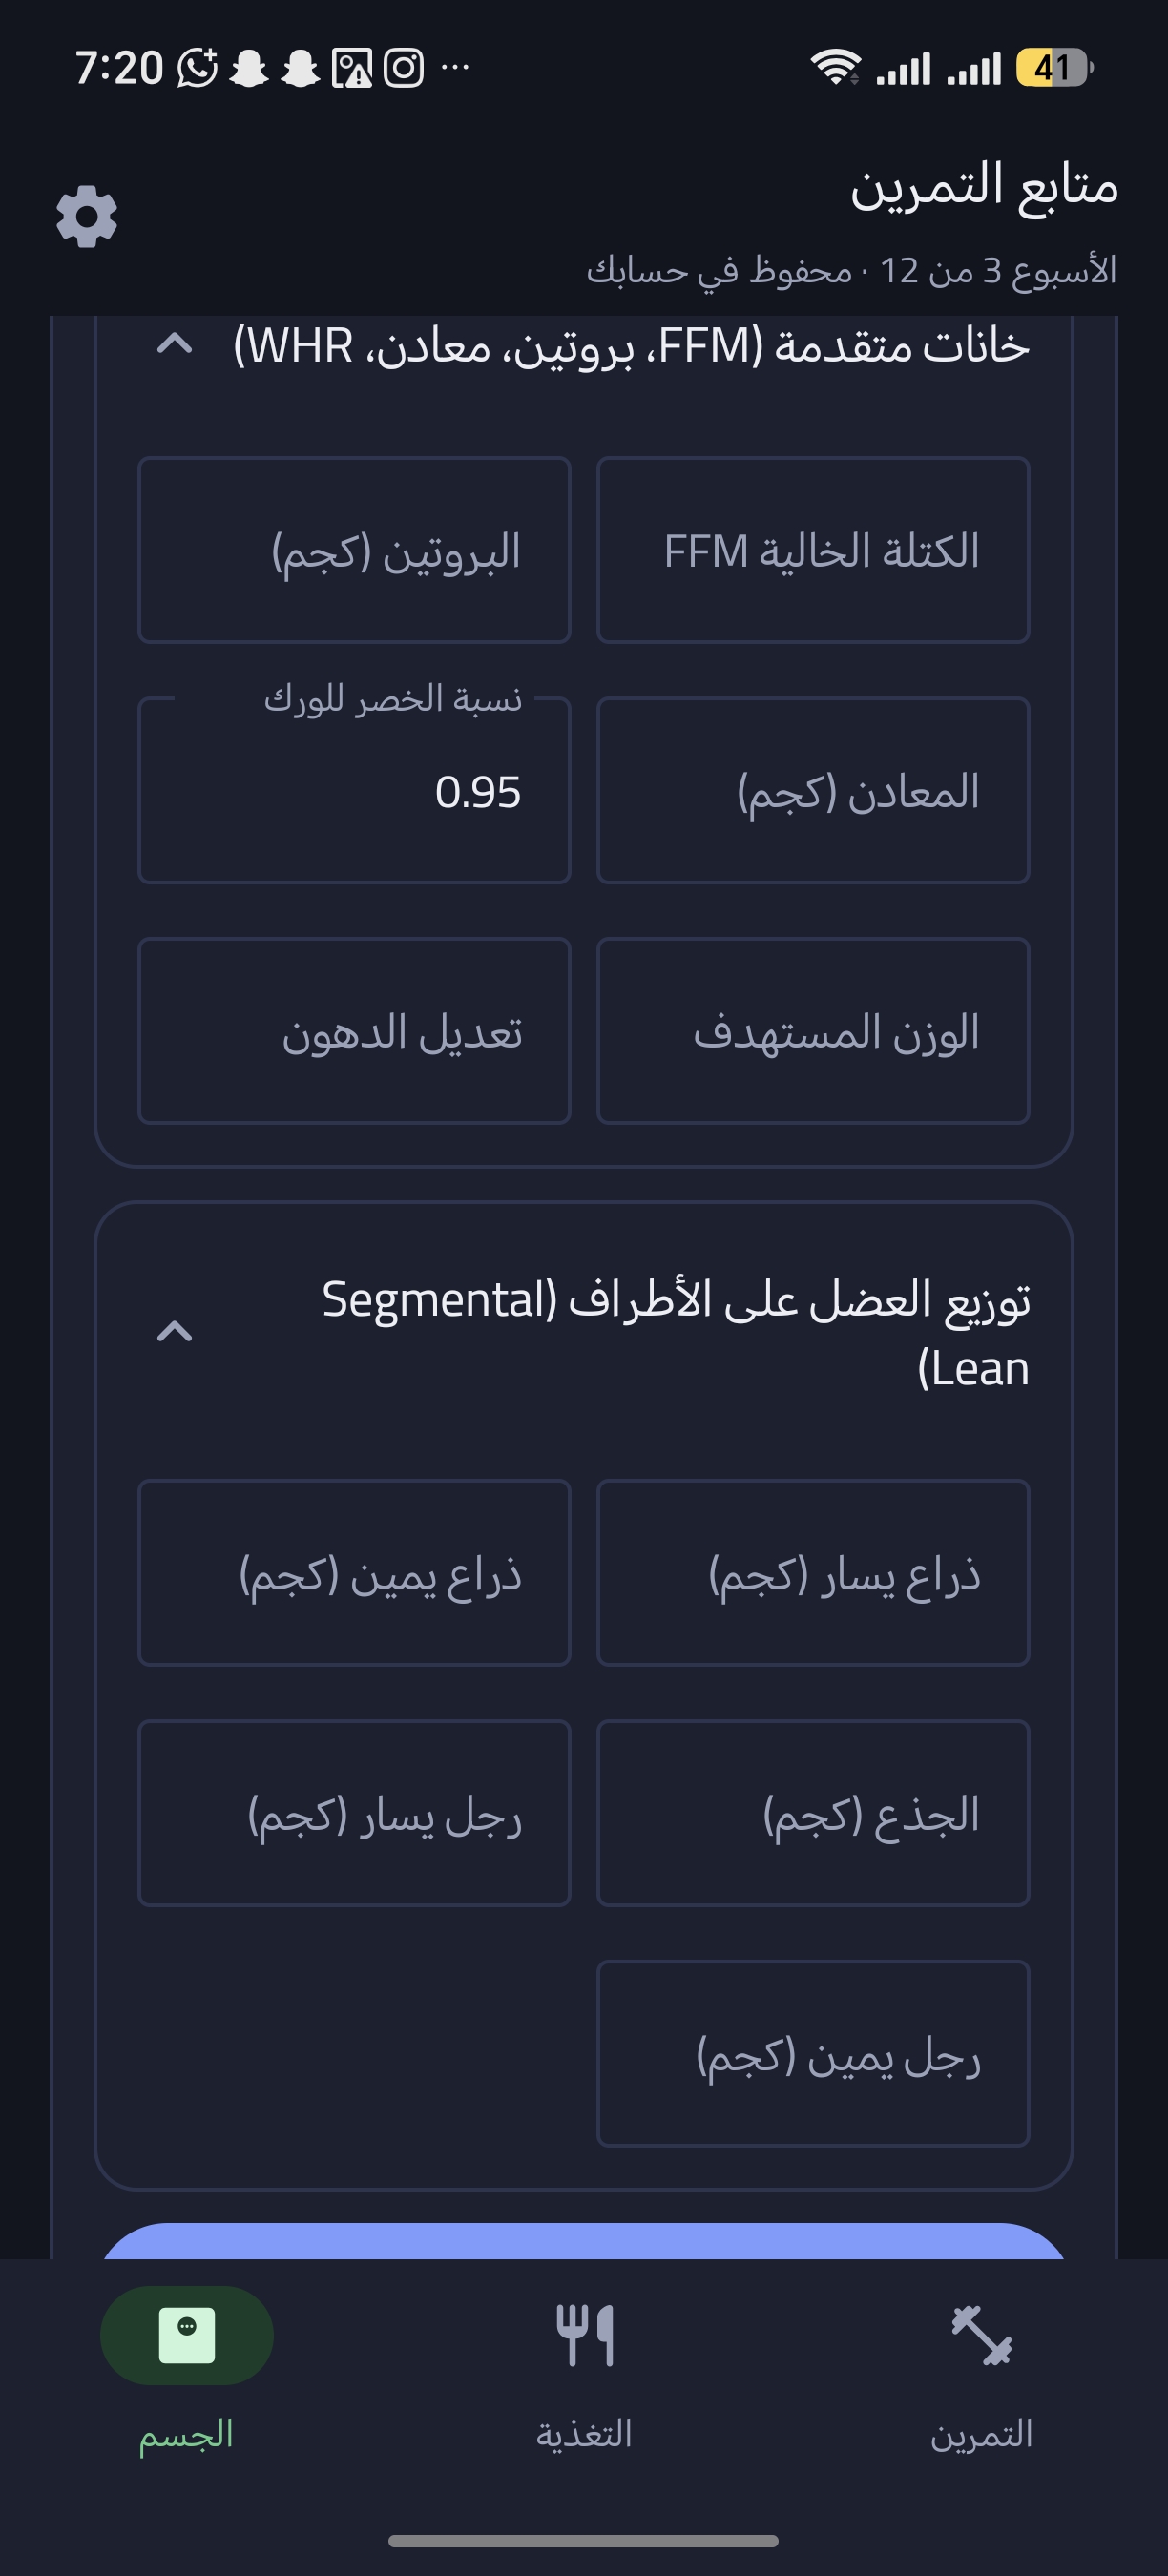 7:20
41
متابع التمرين
الأسبوع 3 من 12 · محفوظ في حسابك
خانات متقدمة (FFM، بروتين، معادن، WHR)
الكتلة الخالية FFM
البروتين (كجم)
المعادن (كجم)
نسبة الخصر للورك
0.95
الوزن المستهدف
تعديل الدهون
توزيع العضل على الأطراف (Segmental
Lean)
ذراع يسار (كجم)
ذراع يمين (كجم)
الجذع (كجم)
رجل يسار (كجم)
رجل يمين (كجم)
التمرين
التغذية
الجسم